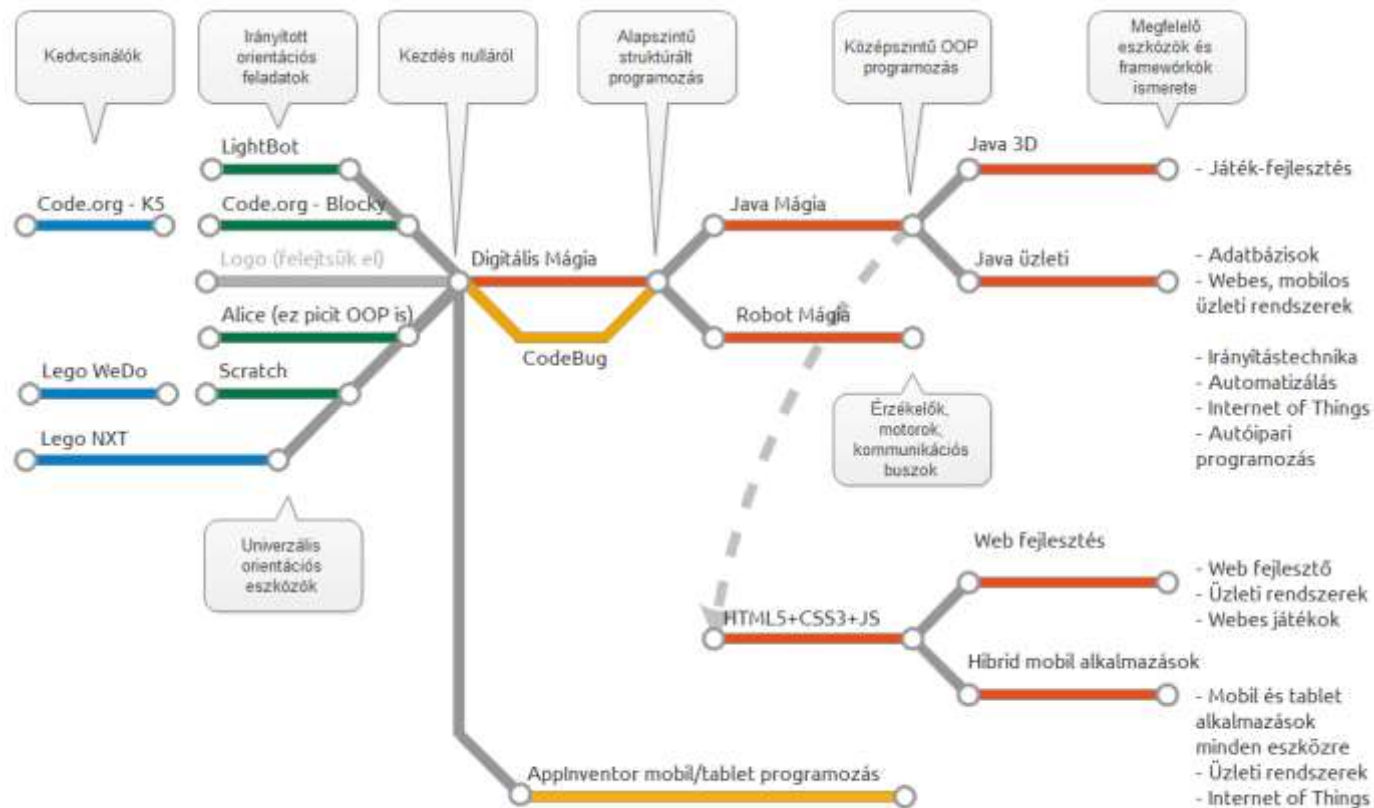 Kedvcsinálók
Irányított
orientációs
feladatok
Kezdés nulláról
Alapszintű
struktúrált
programozás
Középszintű OOP
programozás
Megfelelő
eszközök és
framewörkök
ismerete
LightBot
Code.org - K5
Code.org - Blocky
Logo (felejtsük el)
Alice (ez picit OOP is)
Lego WeDo
Scratch
Lego NXT
Univerzális
orientációs
eszközök
Digitális Mágia
CodeBug
Java Mágia
Robot Mágia
Érzékelők,
motorok,
kommunikációs
buszok
Java 3D
- Játék-fejlesztés
Java üzleti
- Adatbázisok
- Webes, mobilos
üzleti rendszerek
- Irányítástechnika
- Automatizálás
- Internet of Things
- Autóipari
programozás
HTML5+CSS3+JS
Web fejlesztés
- Web fejlesztő
- Üzleti rendszerek
- Webes játékok
Hibrid mobil alkalmazások
- Mobil és tablet
alkalmazások
minden eszközre
- Üzleti rendszerek
- Internet of Things
AppInventor mobil/tablet programozás